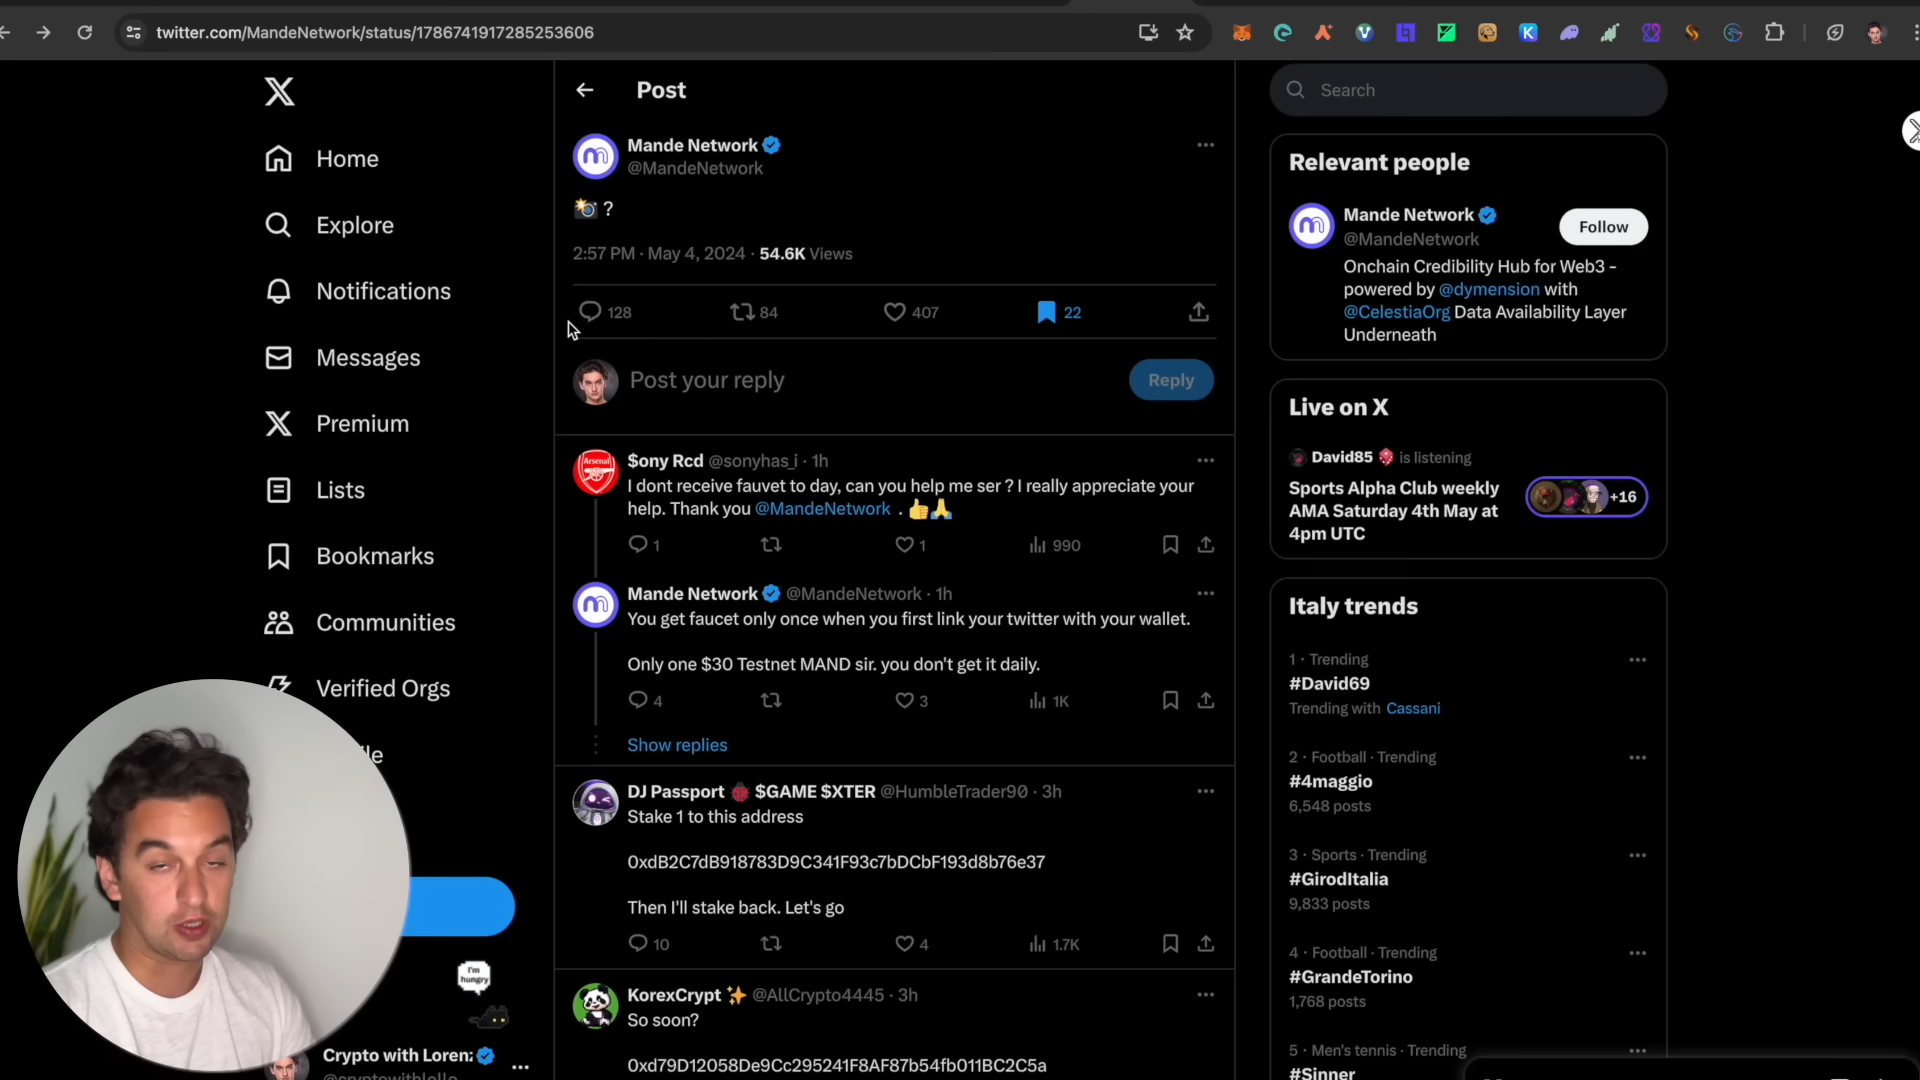 twitter.com/MandeNetwork/status/1786741917285253606
Home
Explore
Notifications
Messages
Premium
Lists
Bookmarks
Communities
Verified Orgs
I'm
hungry
Crypto with Lorenz
Post
Mande Network
@MandeNetwork
📸 ?
2:57 PM · May 4, 2024 · 54.6K Views
128 84 407 22
Post your reply
Reply
$ony Rcd @sonyhas_i · 1h
Arsenal
I dont receive fauvet to day, can you help me ser ? I really appreciate your
help. Thank you @MandeNetwork . 👍🙏
1 1 990
Mande Network @MandeNetwork · 1h
You get faucet only once when you first link your twitter with your wallet.
Only one $30 Testnet MAND sir. you don't get it daily.
4 3 1K
Show replies
DJ Passport 🐞 $GAME $XTER @HumbleTrader90 · 3h
Stake 1 to this address
0xdB2C7dB918783D9C341F93c7bDCbF193d8b76e37
Then I'll stake back. Let's go
10 4 1.7K
KorexCrypt ✨ @AllCrypto4445 · 3h
So soon?
0xd79D12058De9Cc295241F8AF87b54fb011BC2C5a
Search
Relevant people
Mande Network
@MandeNetwork
Follow
Onchain Credibility Hub for Web3 -
powered by @dymension with
@CelestiaOrg Data Availability Layer
Underneath
Live on X
David85 is listening
Sports Alpha Club weekly
AMA Saturday 4th May at
4pm UTC
+16
Italy trends
1 · Trending
#David69
Trending with Cassani
2 · Football · Trending
#4maggio
6,548 posts
3 · Sports · Trending
#GirodItalia
9,833 posts
4 · Football · Trending
#GrandeTorino
1,768 posts
5 · Men's tennis · Trending
#Sinner